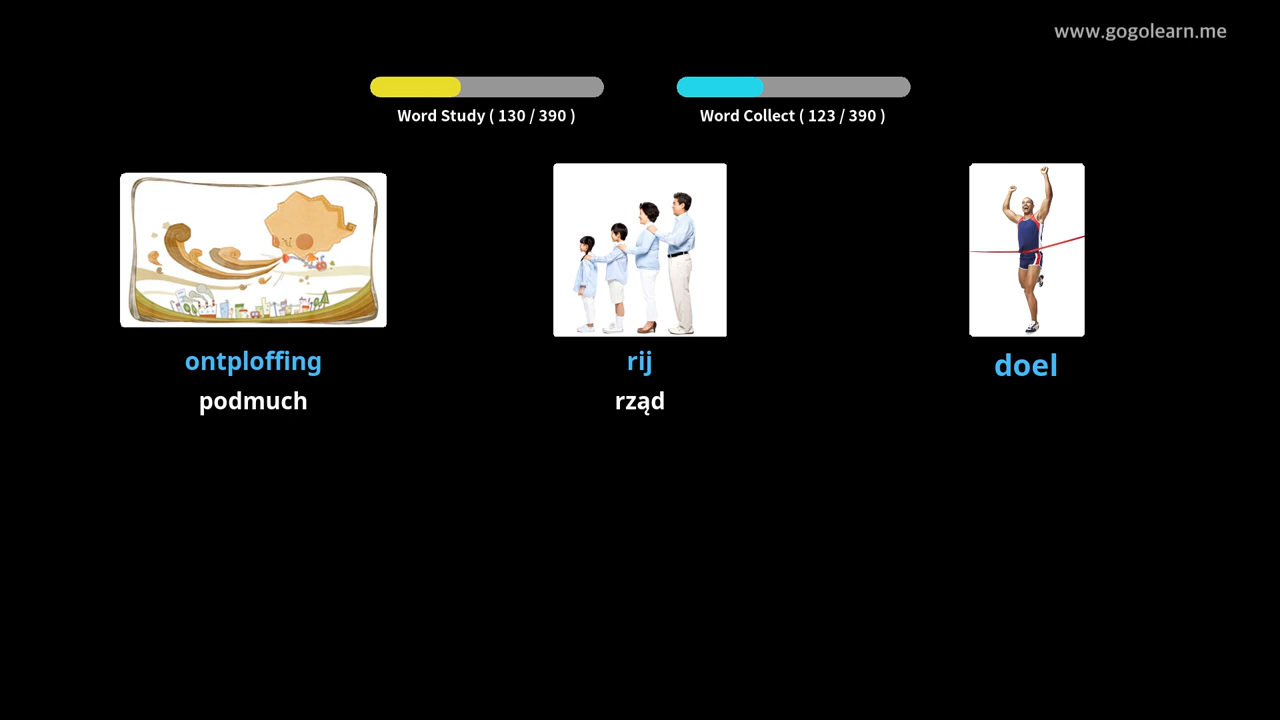 www.gogolearn.me
Word Study ( 130 / 390 )
Word Collect ( 123 / 390 )
ontploffing
podmuch
rij
rząd
doel